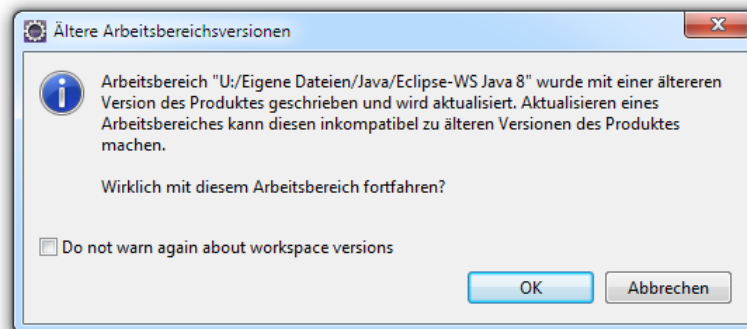 Ältere Arbeitsbereichsversionen
Arbeitsbereich "U:/Eigene Dateien/Java/Eclipse-WS Java 8" wurde mit einer ältereren
Version des Produktes geschrieben und wird aktualisiert. Aktualisieren eines
Arbeitsbereiches kann diesen inkompatibel zu älteren Versionen des Produktes
machen.
Wirklich mit diesem Arbeitsbereich fortfahren?
Do not warn again about workspace versions
OK
Abbrechen